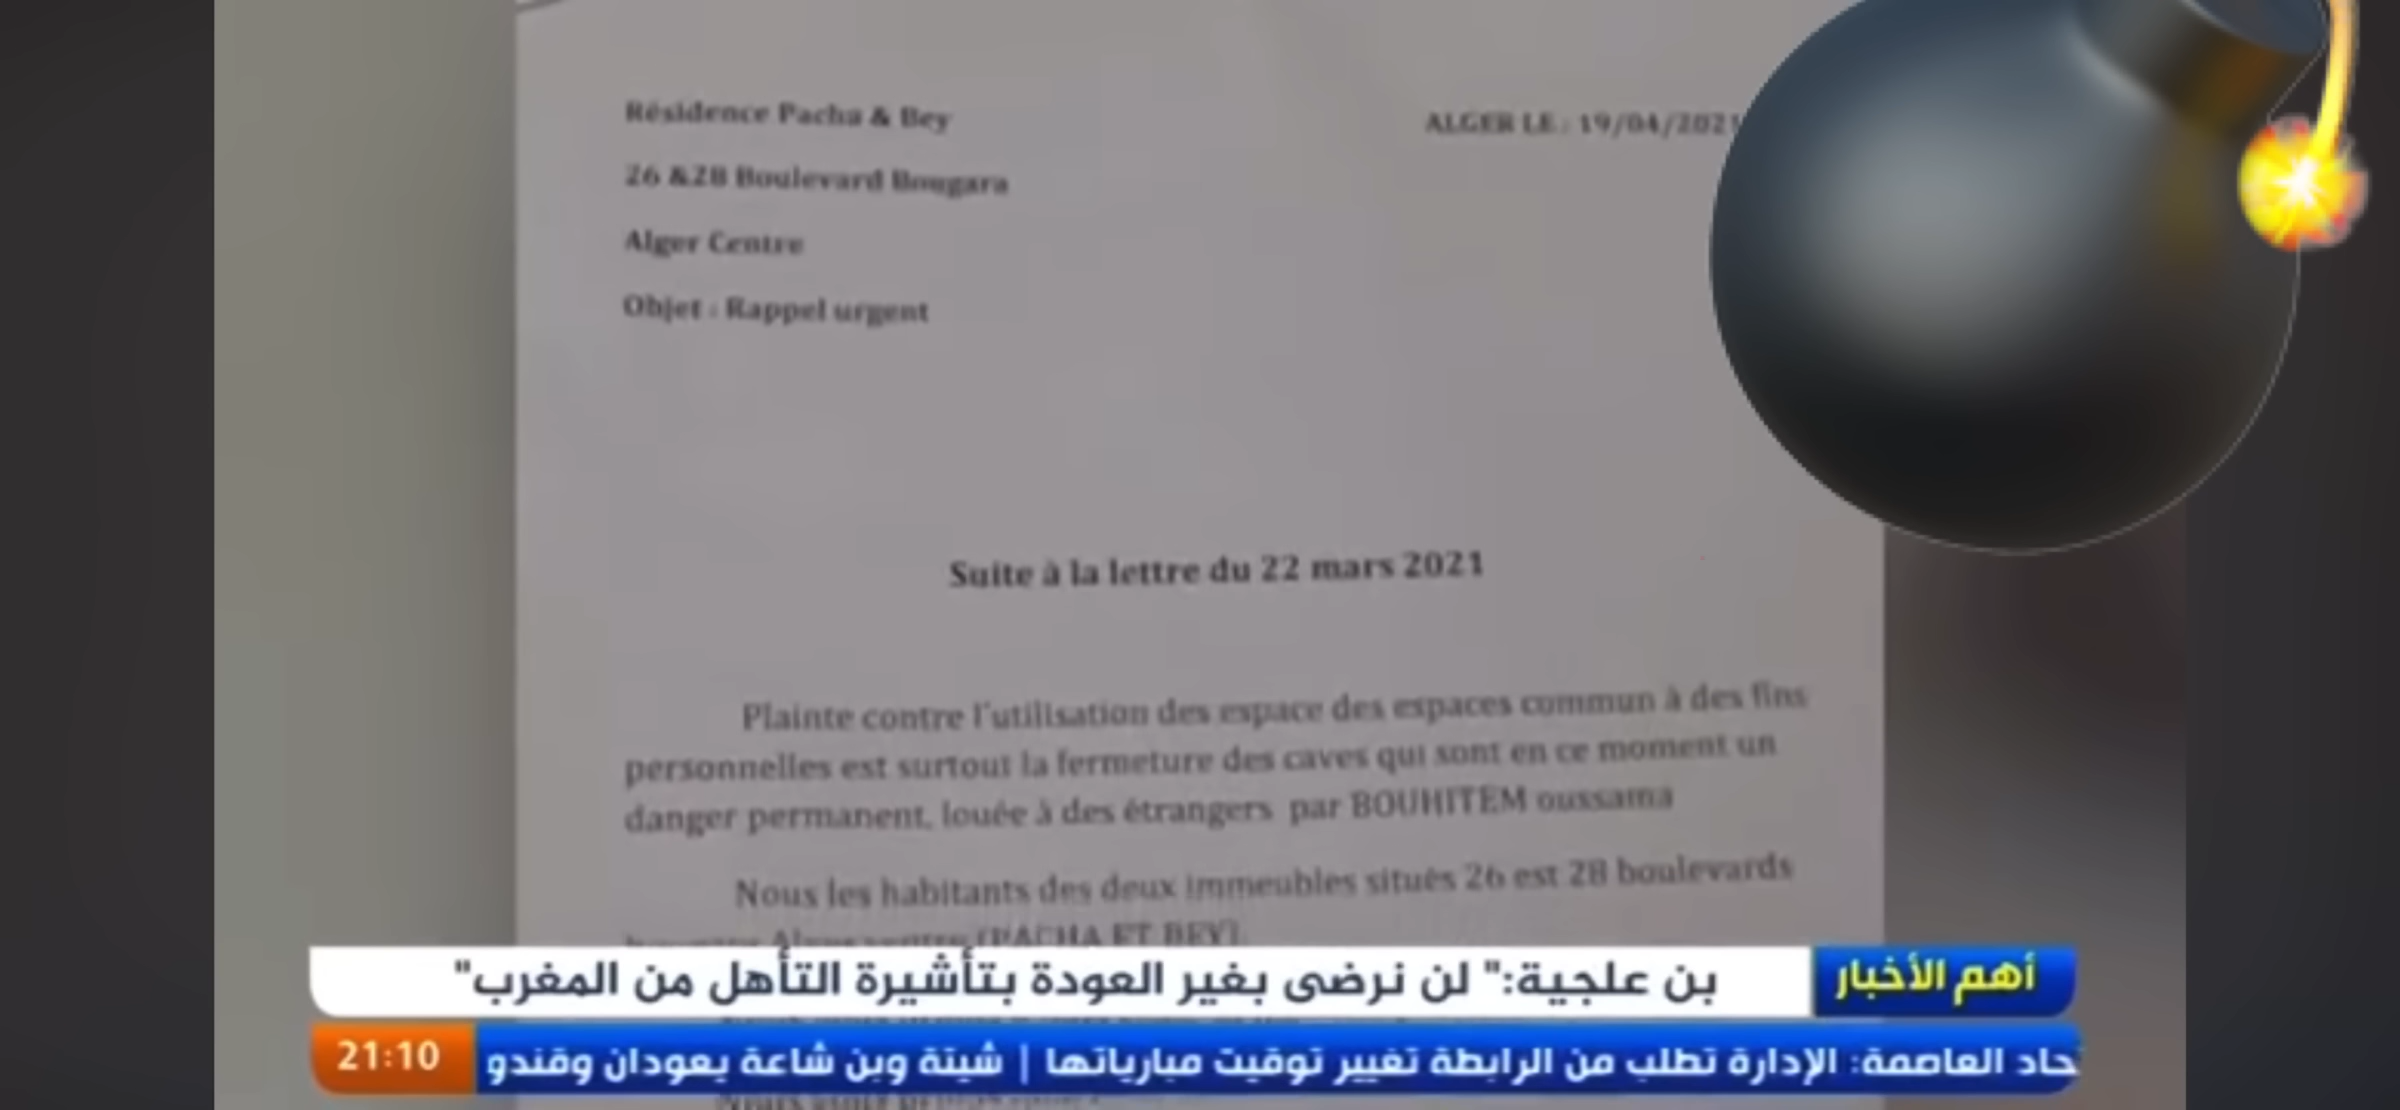 Résidence Pacha & Bey
ALGER LE : 19/04/2021
26 &28 Boulevard Bougara
Alger Centre
Objet : Rappel urgent
Suite à la lettre du 22 mars 2021
Plainte contre l'utilisation des espace des espaces commun à des fins
personnelles est surtout la fermeture des caves qui sont en ce moment un
danger permanent, louée à des étrangers par BOUHITEM oussama
Nous les habitants des deux immeubles situés 26 est 28 boulevards
(PACHA ET BEY).
أهم الأخبار
بن علجية:" لن نرضى بغير العودة بتأشيرة التأهل من المغرب"
حاد العاصمة: الإدارة تطلب من الرابطة تغيير توقيت مبارياتها | شيتة وبن شاعة يعودان وقندو
21:10